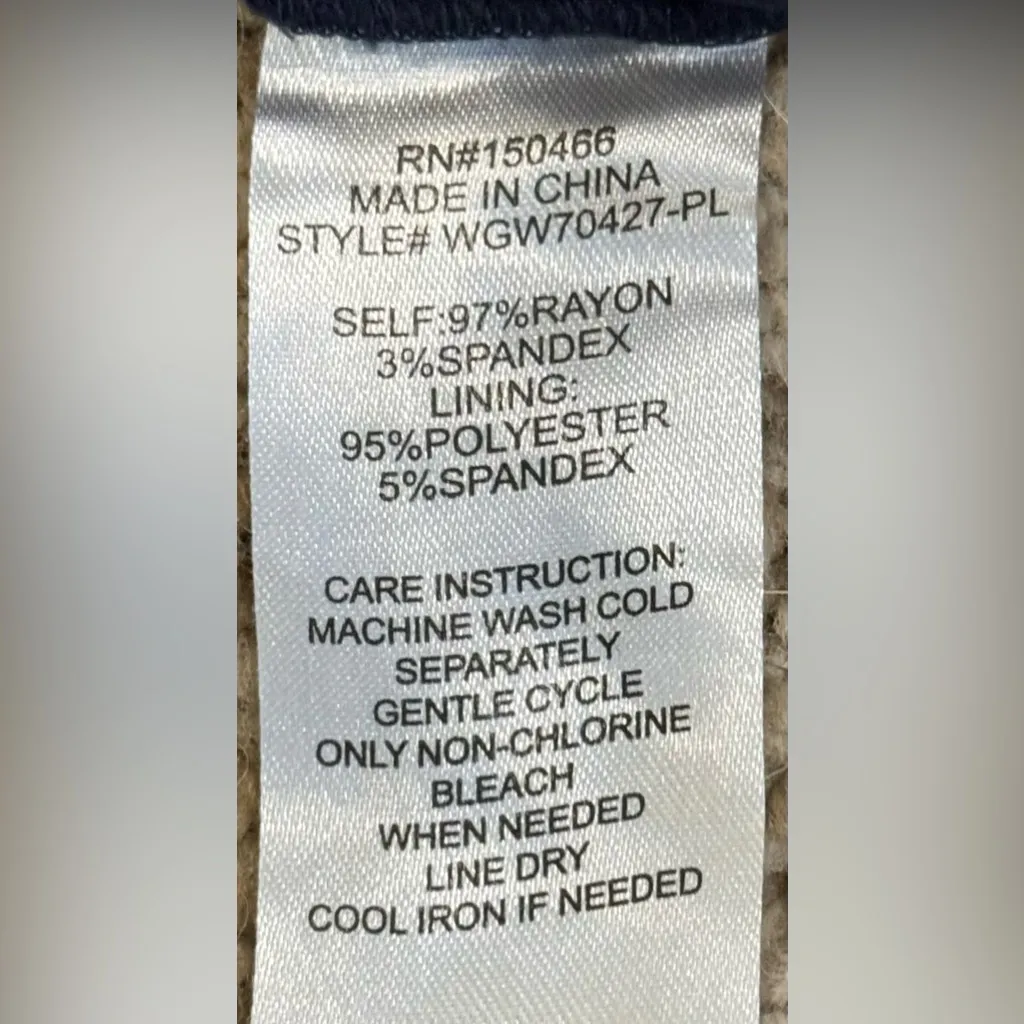 RN#150466
MADE IN CHINA
STYLE# WGW70427-PL
SELF:97%RAYON
3%SPANDEX
LINING:
95%POLYESTER
5%SPANDEX
CARE INSTRUCTION:
MACHINE WASH COLD
SEPARATELY
GENTLE CYCLE
ONLY NON-CHLORINE
BLEACH
WHEN NEEDED
LINE DRY
COOL IRON IF NEEDED